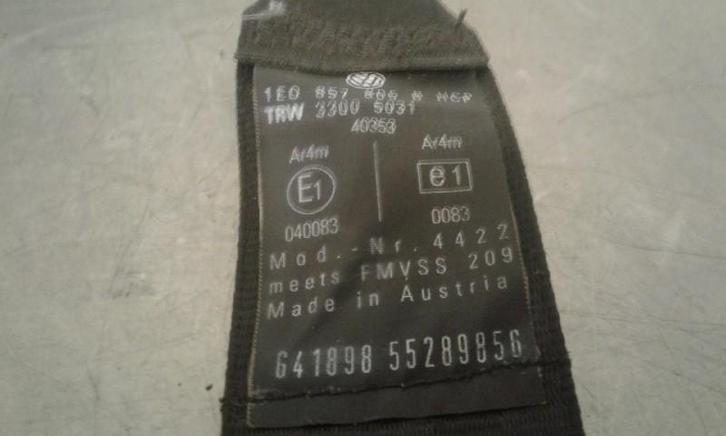 1E0 857 805 B HCP
TRW 3300 5031
40353
Ar4m Ar4m
E1 e1
040083 0083
Mod.-Nr. 4422
meets FMVSS 209
Made in Austria
641898 55289856